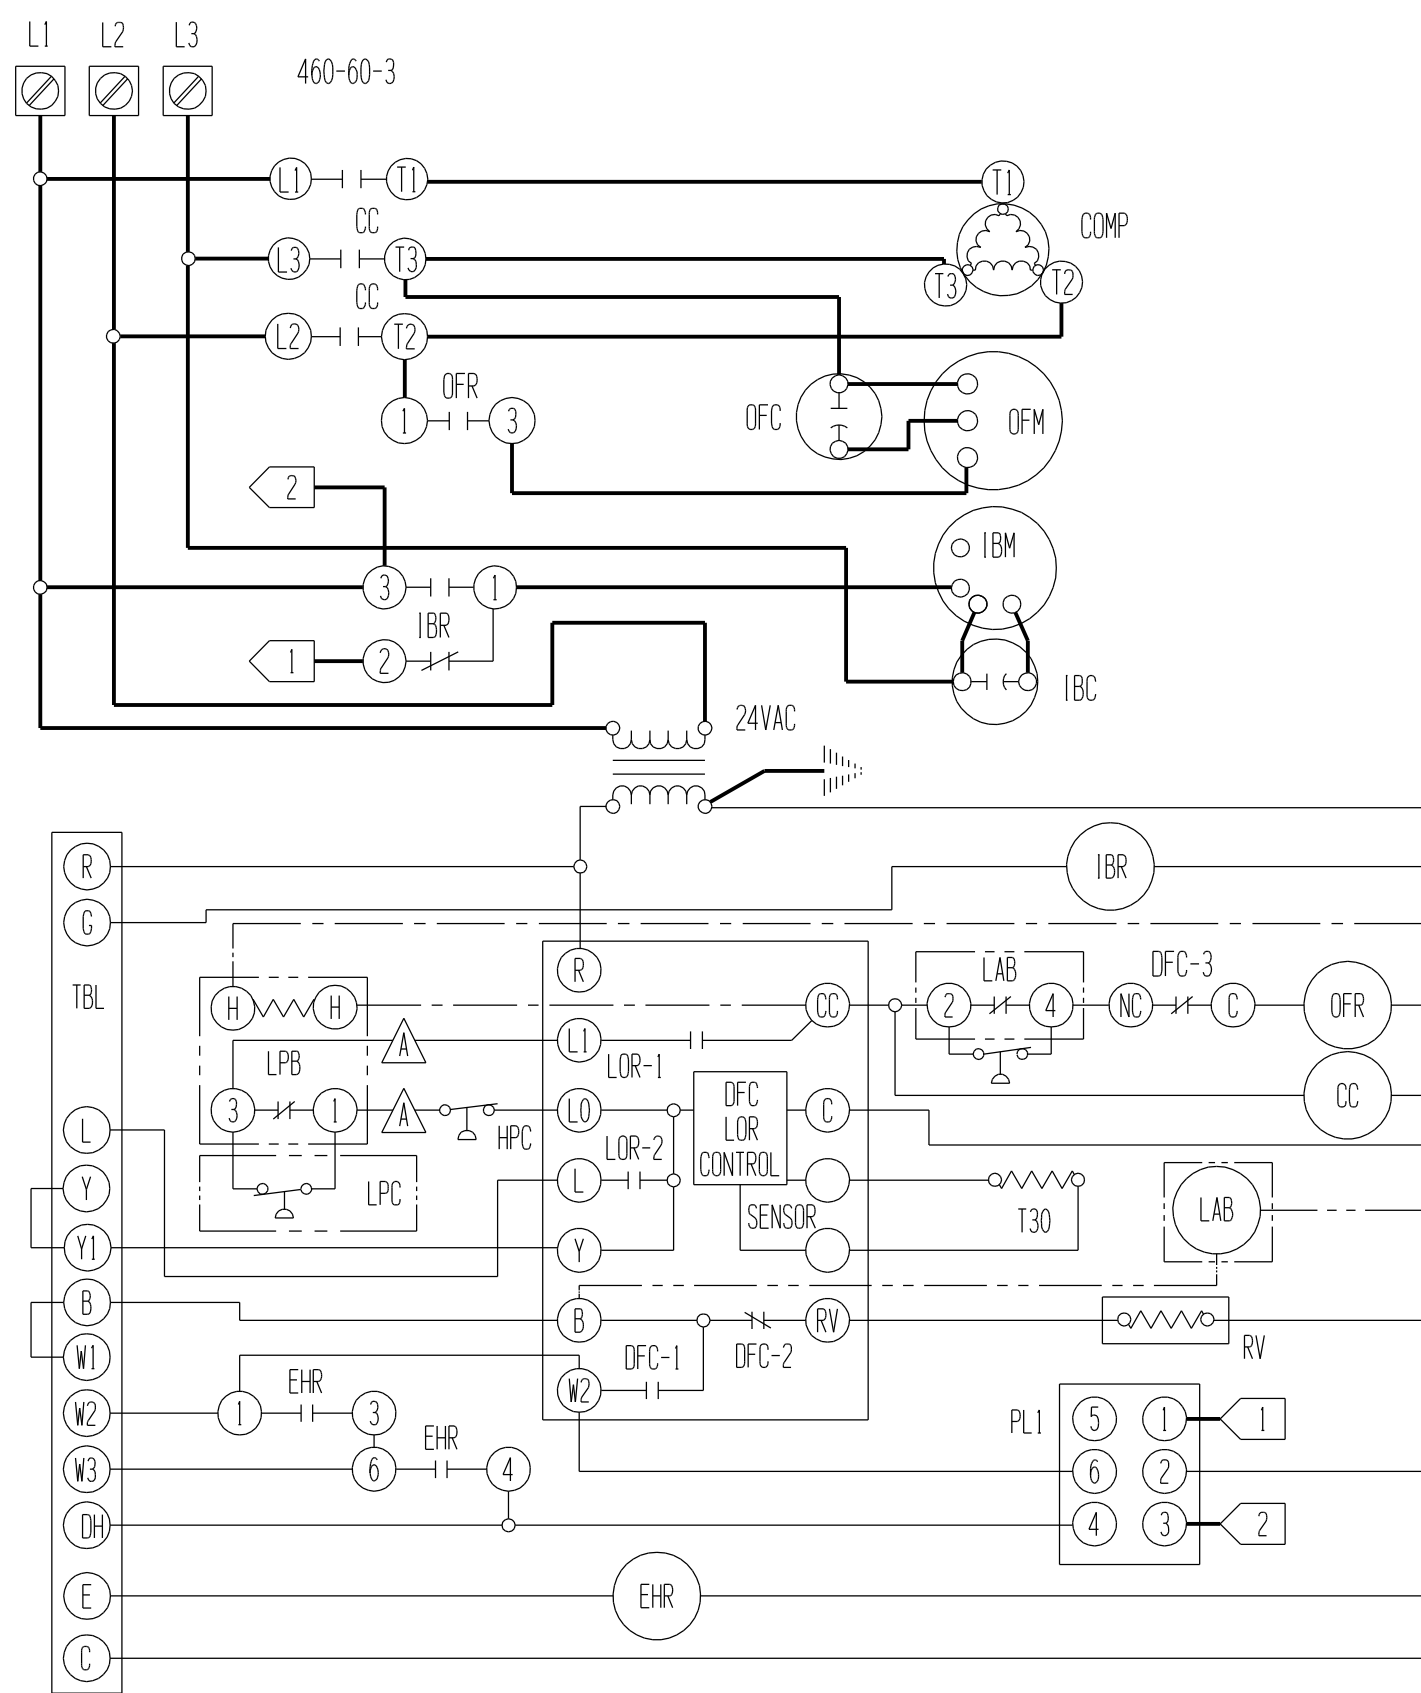 L1 L2 L3
460-60-3
L1 T1 T1
CC
COMP
L3 T3 T3 T2
CC
L2 T2
OFR
1 3
OFC
OFM
2
IBM
3 1
IBR
1 2
IBC
24VAC
R
IBR
G
TBL
R
LAB
DFC-3
H H
CC
2 4
NC C
OFR
A
L1
LOR-1
LPB
DFC
LOR
CONTROL
CC
3 1
A
HPC
LO
C
L
LOR-2
Y
LPC
L
SENSOR
T30
LAB
Y1
Y
B
B
DFC-2
RV
RV
W1
DFC-1
W2
EHR
W2
1 3
PL1
5 1
1
EHR
W3
6 4
6 2
DH
4 3
2
E
EHR
C